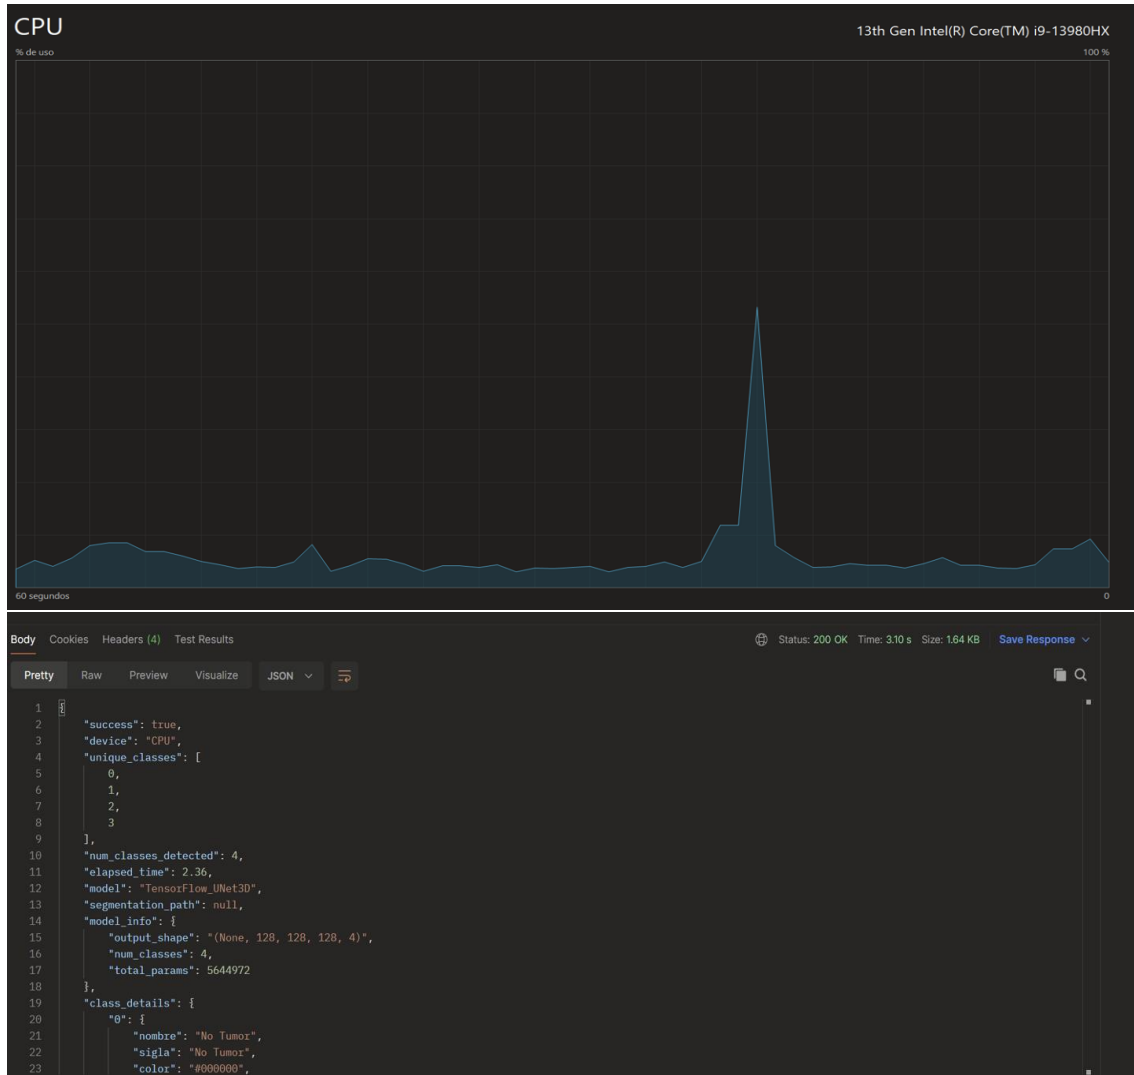 CPU
13th Gen Intel(R) Core(TM) i9-13980HX
% de uso
100 %
60 segundos
0
Body Cookies Headers (4) Test Results
Status: 200 OK Time: 3.10 s Size: 1.64 KB Save Response
Pretty Raw Preview Visualize JSON
1 {
2 "success": true,
3 "device": "CPU",
4 "unique_classes": [
5 0,
6 1,
7 2,
8 3
9 ],
10 "num_classes_detected": 4,
11 "elapsed_time": 2.36,
12 "model": "TensorFlow_UNet3D",
13 "segmentation_path": null,
14 "model_info": {
15 "output_shape": "(None, 128, 128, 128, 4)",
16 "num_classes": 4,
17 "total_params": 5644972
18 },
19 "class_details": {
20 "0": {
21 "nombre": "No Tumor",
22 "sigla": "No Tumor",
23 "color": "#000000",